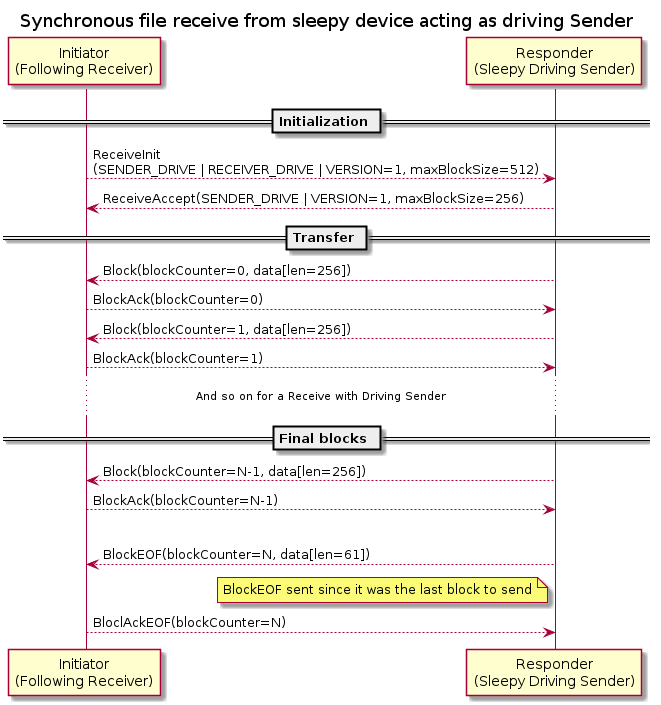 Synchronous file receive from sleepy device acting as driving Sender
Initiator
(Following Receiver)
Responder
(Sleepy Driving Sender)
Initialization
ReceiveInit
(SENDER_DRIVE | RECEIVER_DRIVE | VERSION=1, maxBlockSize=512)
ReceiveAccept(SENDER_DRIVE | VERSION=1, maxBlockSize=256)
Transfer
Block(blockCounter=0, data[len=256])
BlockAck(blockCounter=0)
Block(blockCounter=1, data[len=256])
BlockAck(blockCounter=1)
And so on for a Receive with Driving Sender
Final blocks
Block(blockCounter=N-1, data[len=256])
BlockAck(blockCounter=N-1)
BlockEOF(blockCounter=N, data[len=61])
BlockEOF sent since it was the last block to send
BloclAckEOF(blockCounter=N)
Initiator
(Following Receiver)
Responder
(Sleepy Driving Sender)